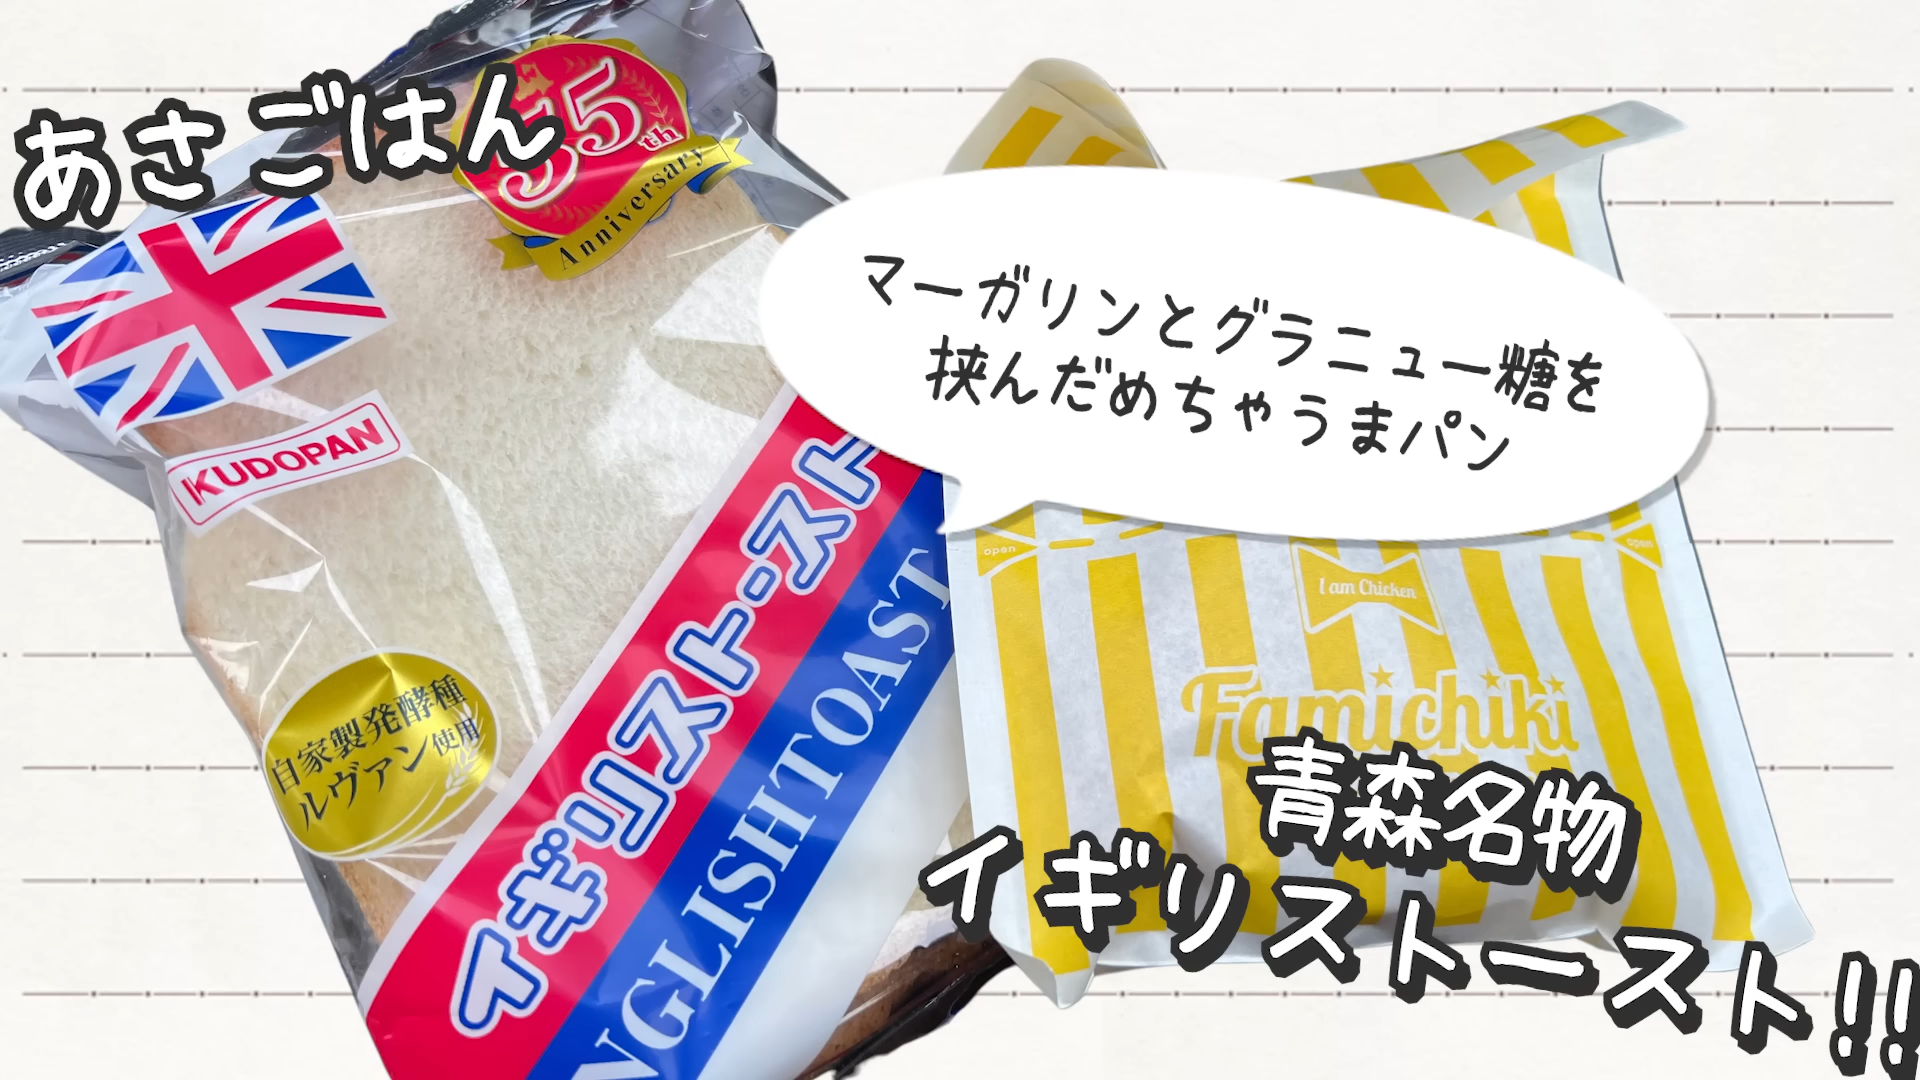 あさごはん
55th
Anniversary
KUDOPAN
自家製発酵種
ルヴァン使用
イギリストースト
NGLISHTOAST
マーガリンとグラニュー糖を
挟んだめちゃうまパン
open
open
I am Chicken
Famichiki
青森名物
イギリストースト!!